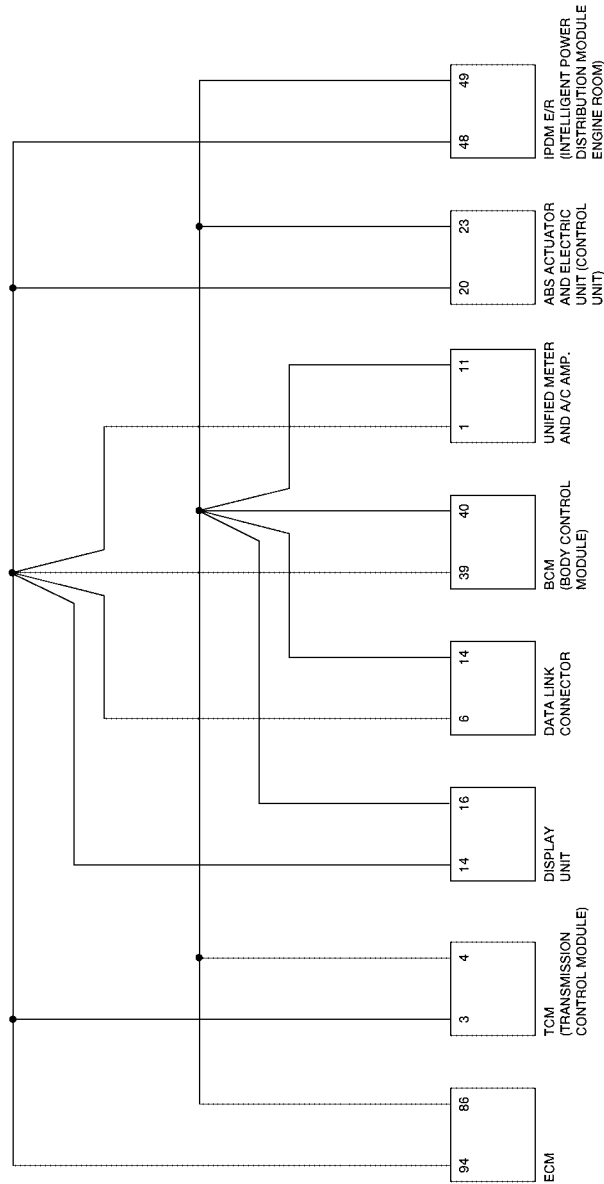 94
86
ECM
3
4
TCM
(TRANSMISSION
CONTROL MODULE)
14
16
DISPLAY
UNIT
6
14
DATA LINK
CONNECTOR
39
40
BCM
(BODY CONTROL
MODULE)
1
11
UNIFIED METER
AND A/C AMP.
20
23
ABS ACTUATOR
AND ELECTRIC
UNIT (CONTROL
UNIT)
48
49
IPDM E/R
(INTELLIGENT POWER
DISTRIBUTION MODULE
ENGINE ROOM)